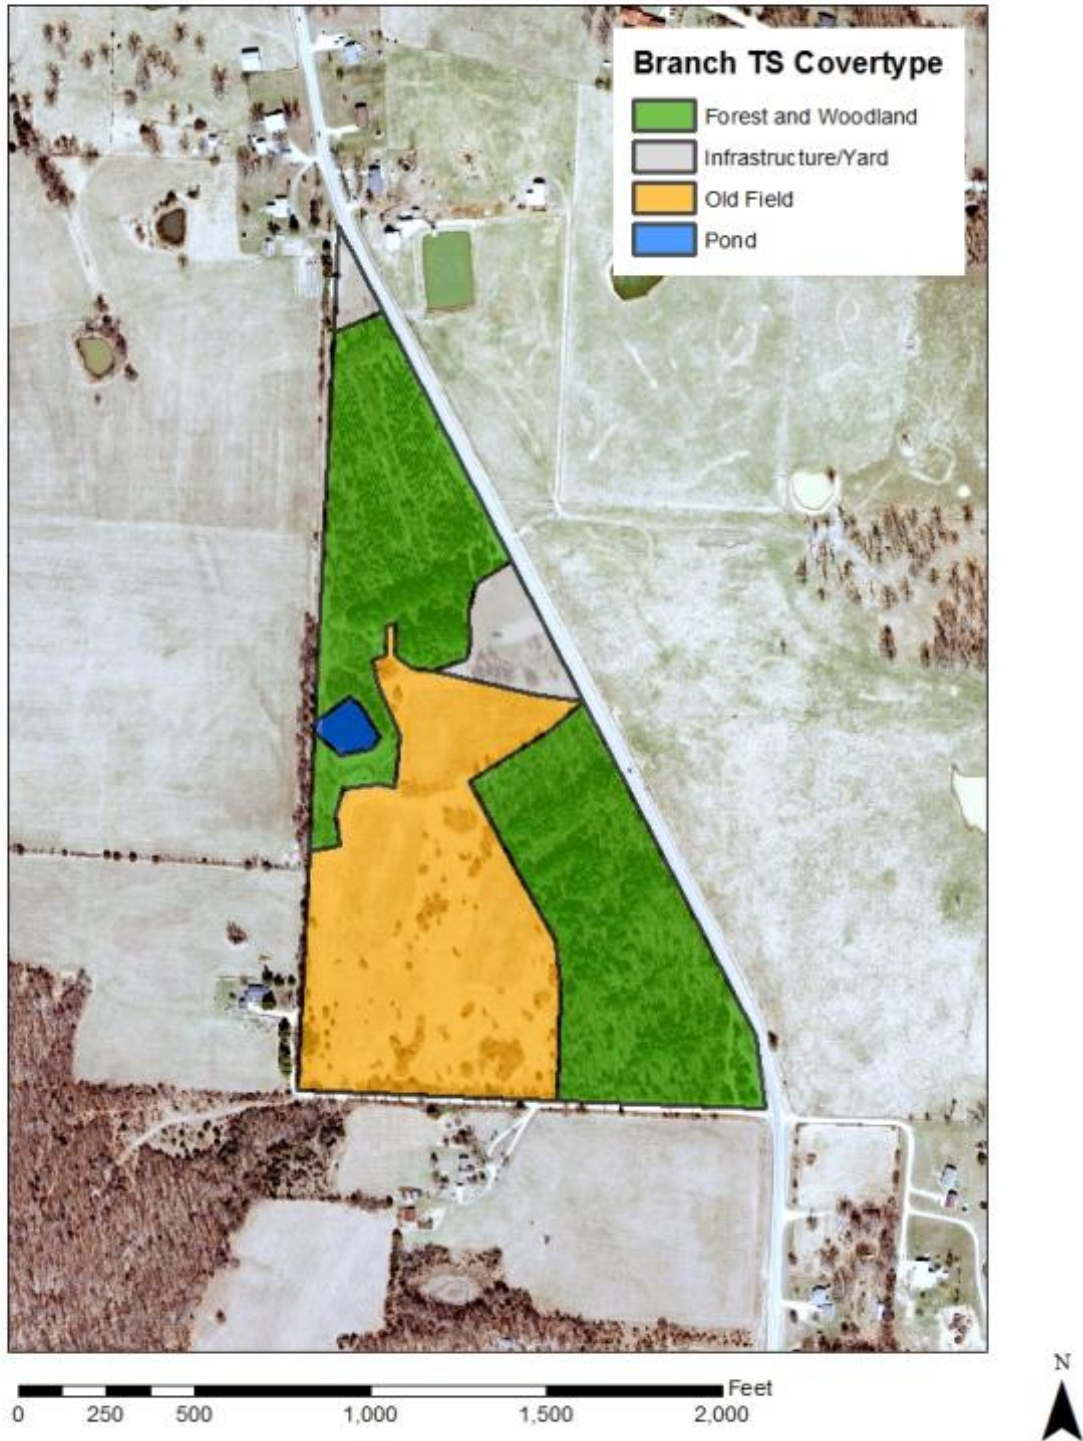 Branch TS Covertype
Forest and Woodland
Infrastructure/Yard
Old Field
Pond
Feet
0 250 500 1,000 1,500 2,000
N